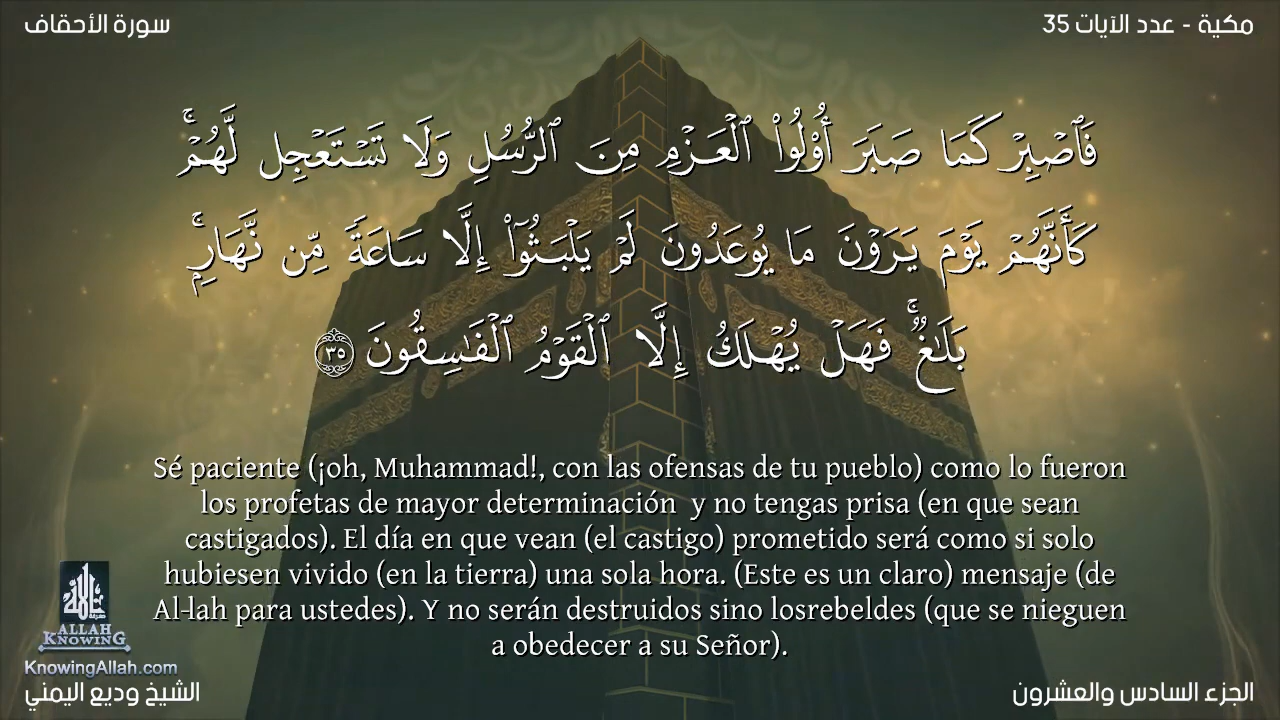 مكية - عدد الآيات 35
سورة الأحقاف
فَٱصۡبِرۡ كَمَا صَبَرَ أُوْلُواْ ٱلۡعَزۡمِ مِنَ ٱلرُّسُلِ وَلَا تَسۡتَعۡجِل لَّهُمۡۚ
كَأَنَّهُمۡ يَوۡمَ يَرَوۡنَ مَا يُوعَدُونَ لَمۡ يَلۡبَثُوٓاْ إِلَّا سَاعَةٗ مِّن نَّهَارِۭۚ
بَلَٰغٞۚ فَهَلۡ يُهۡلَكُ إِلَّا ٱلۡقَوۡمُ ٱلۡفَٰسِقُونَ ٣٥
Sé paciente (¡oh, Muhammad!, con las ofensas de tu pueblo) como lo fueron
los profetas de mayor determinación  y no tengas prisa (en que sean
castigados). El día en que vean (el castigo) prometido será como si solo
hubiesen vivido (en la tierra) una sola hora. (Este es un claro) mensaje (de
Al-lah para ustedes). Y no serán destruidos sino losrebeldes (que se nieguen
a obedecer a su Señor).
ALLAH
KNOWING
KnowingAllah.com
الجزء السادس والعشرون
الشيخ وديع اليمني